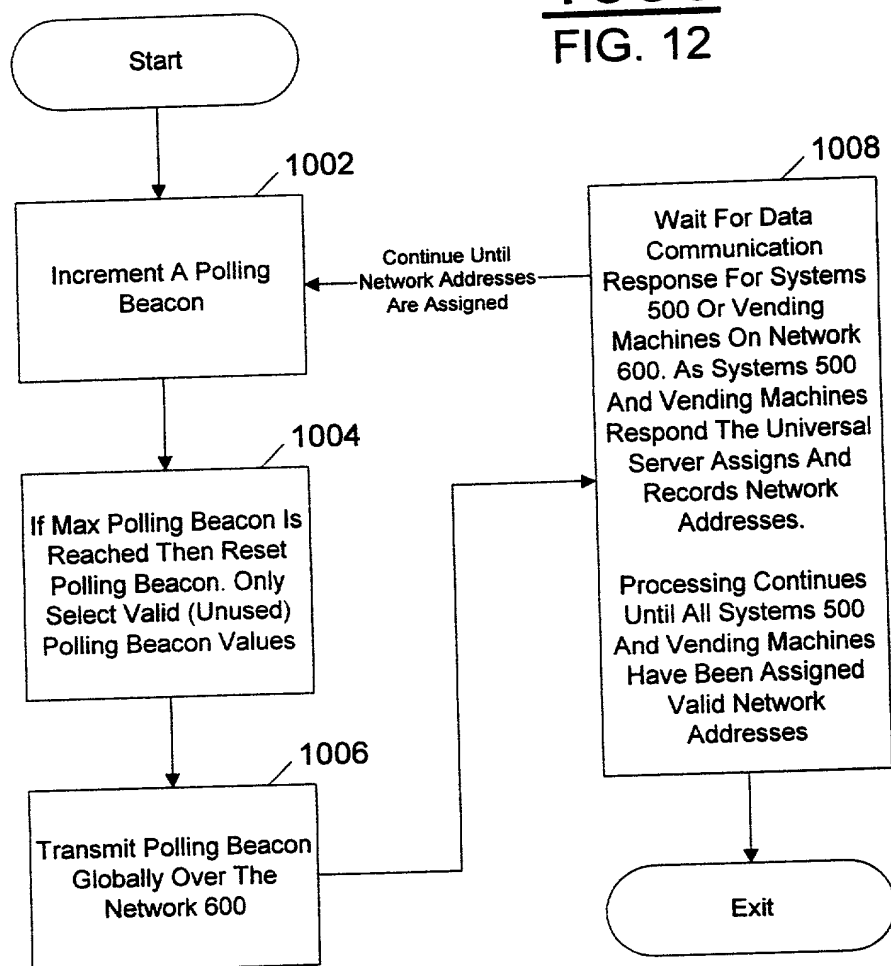 FIG. 12
Start
1002
Increment A Polling
Beacon
Continue Until
Network Addresses
Are Assigned
1004
If Max Polling Beacon Is
Reached Then Reset
Polling Beacon. Only
Select Valid (Unused)
Polling Beacon Values
1006
Transmit Polling Beacon
Globally Over The
Network 600
1008
Wait For Data
Communication
Response For Systems
500 Or Vending
Machines On Network
600. As Systems 500
And Vending Machines
Respond The Universal
Server Assigns And
Records Network
Addresses.
Processing Continues
Until All Systems 500
And Vending Machines
Have Been Assigned
Valid Network
Addresses
Exit